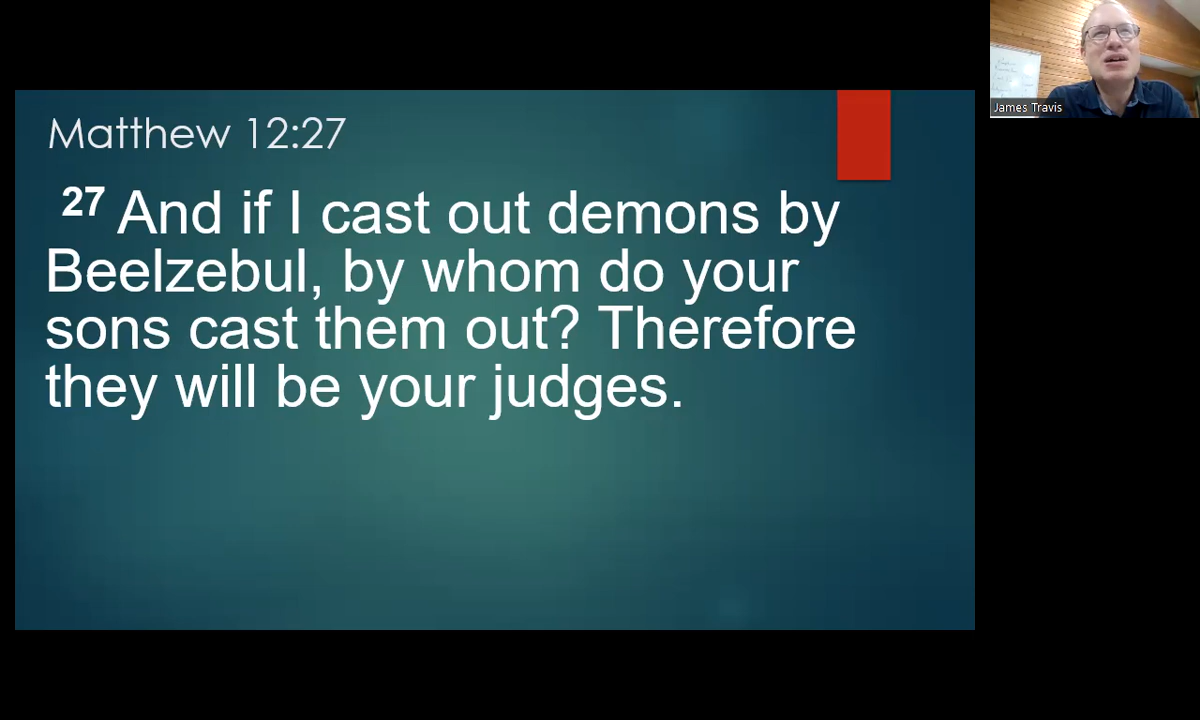 Matthew 12:27
27 And if I cast out demons by
Beelzebul, by whom do your
sons cast them out? Therefore
they will be your judges.
James Travis